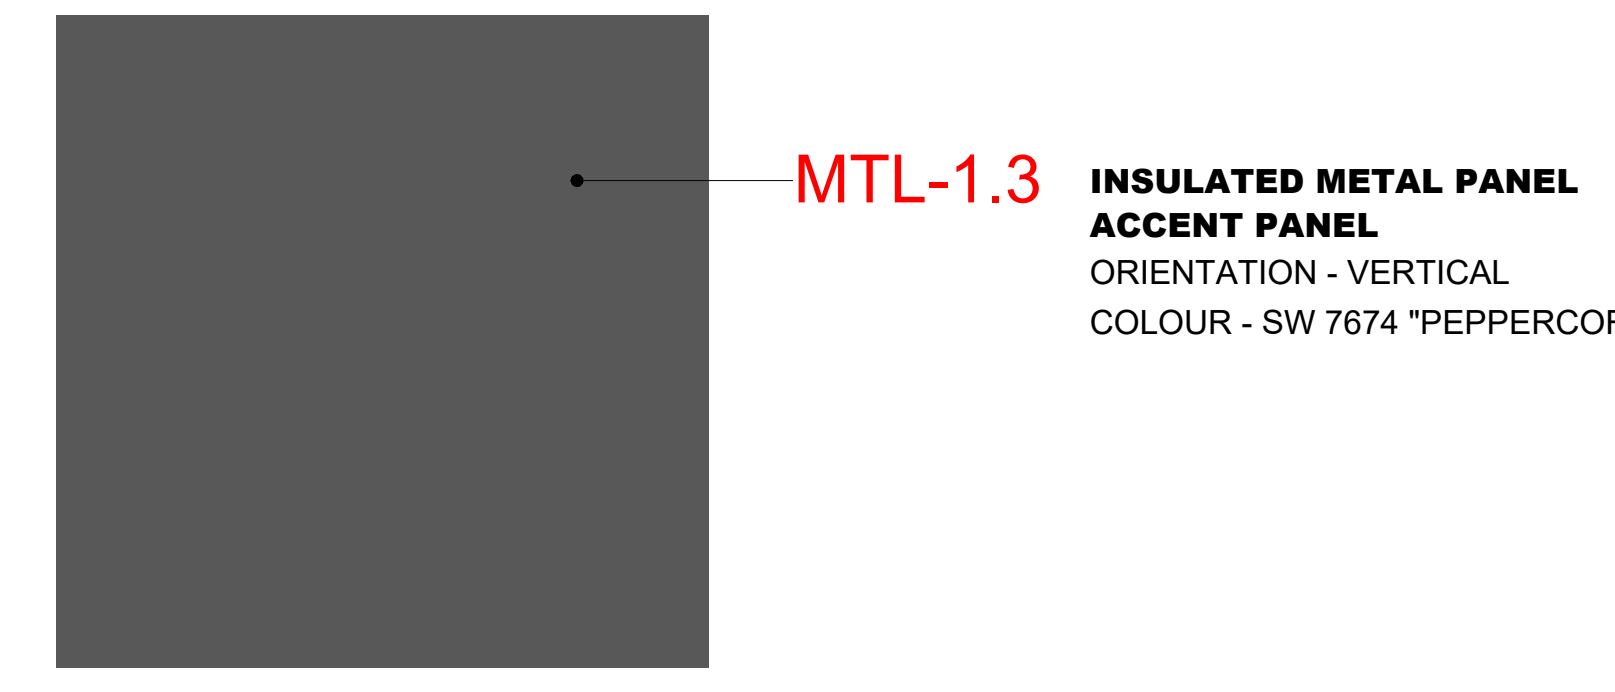 MTL-1.3
INSULATED METAL PANEL
ACCENT PANEL
ORIENTATION - VERTICAL
COLOUR - SW 7674